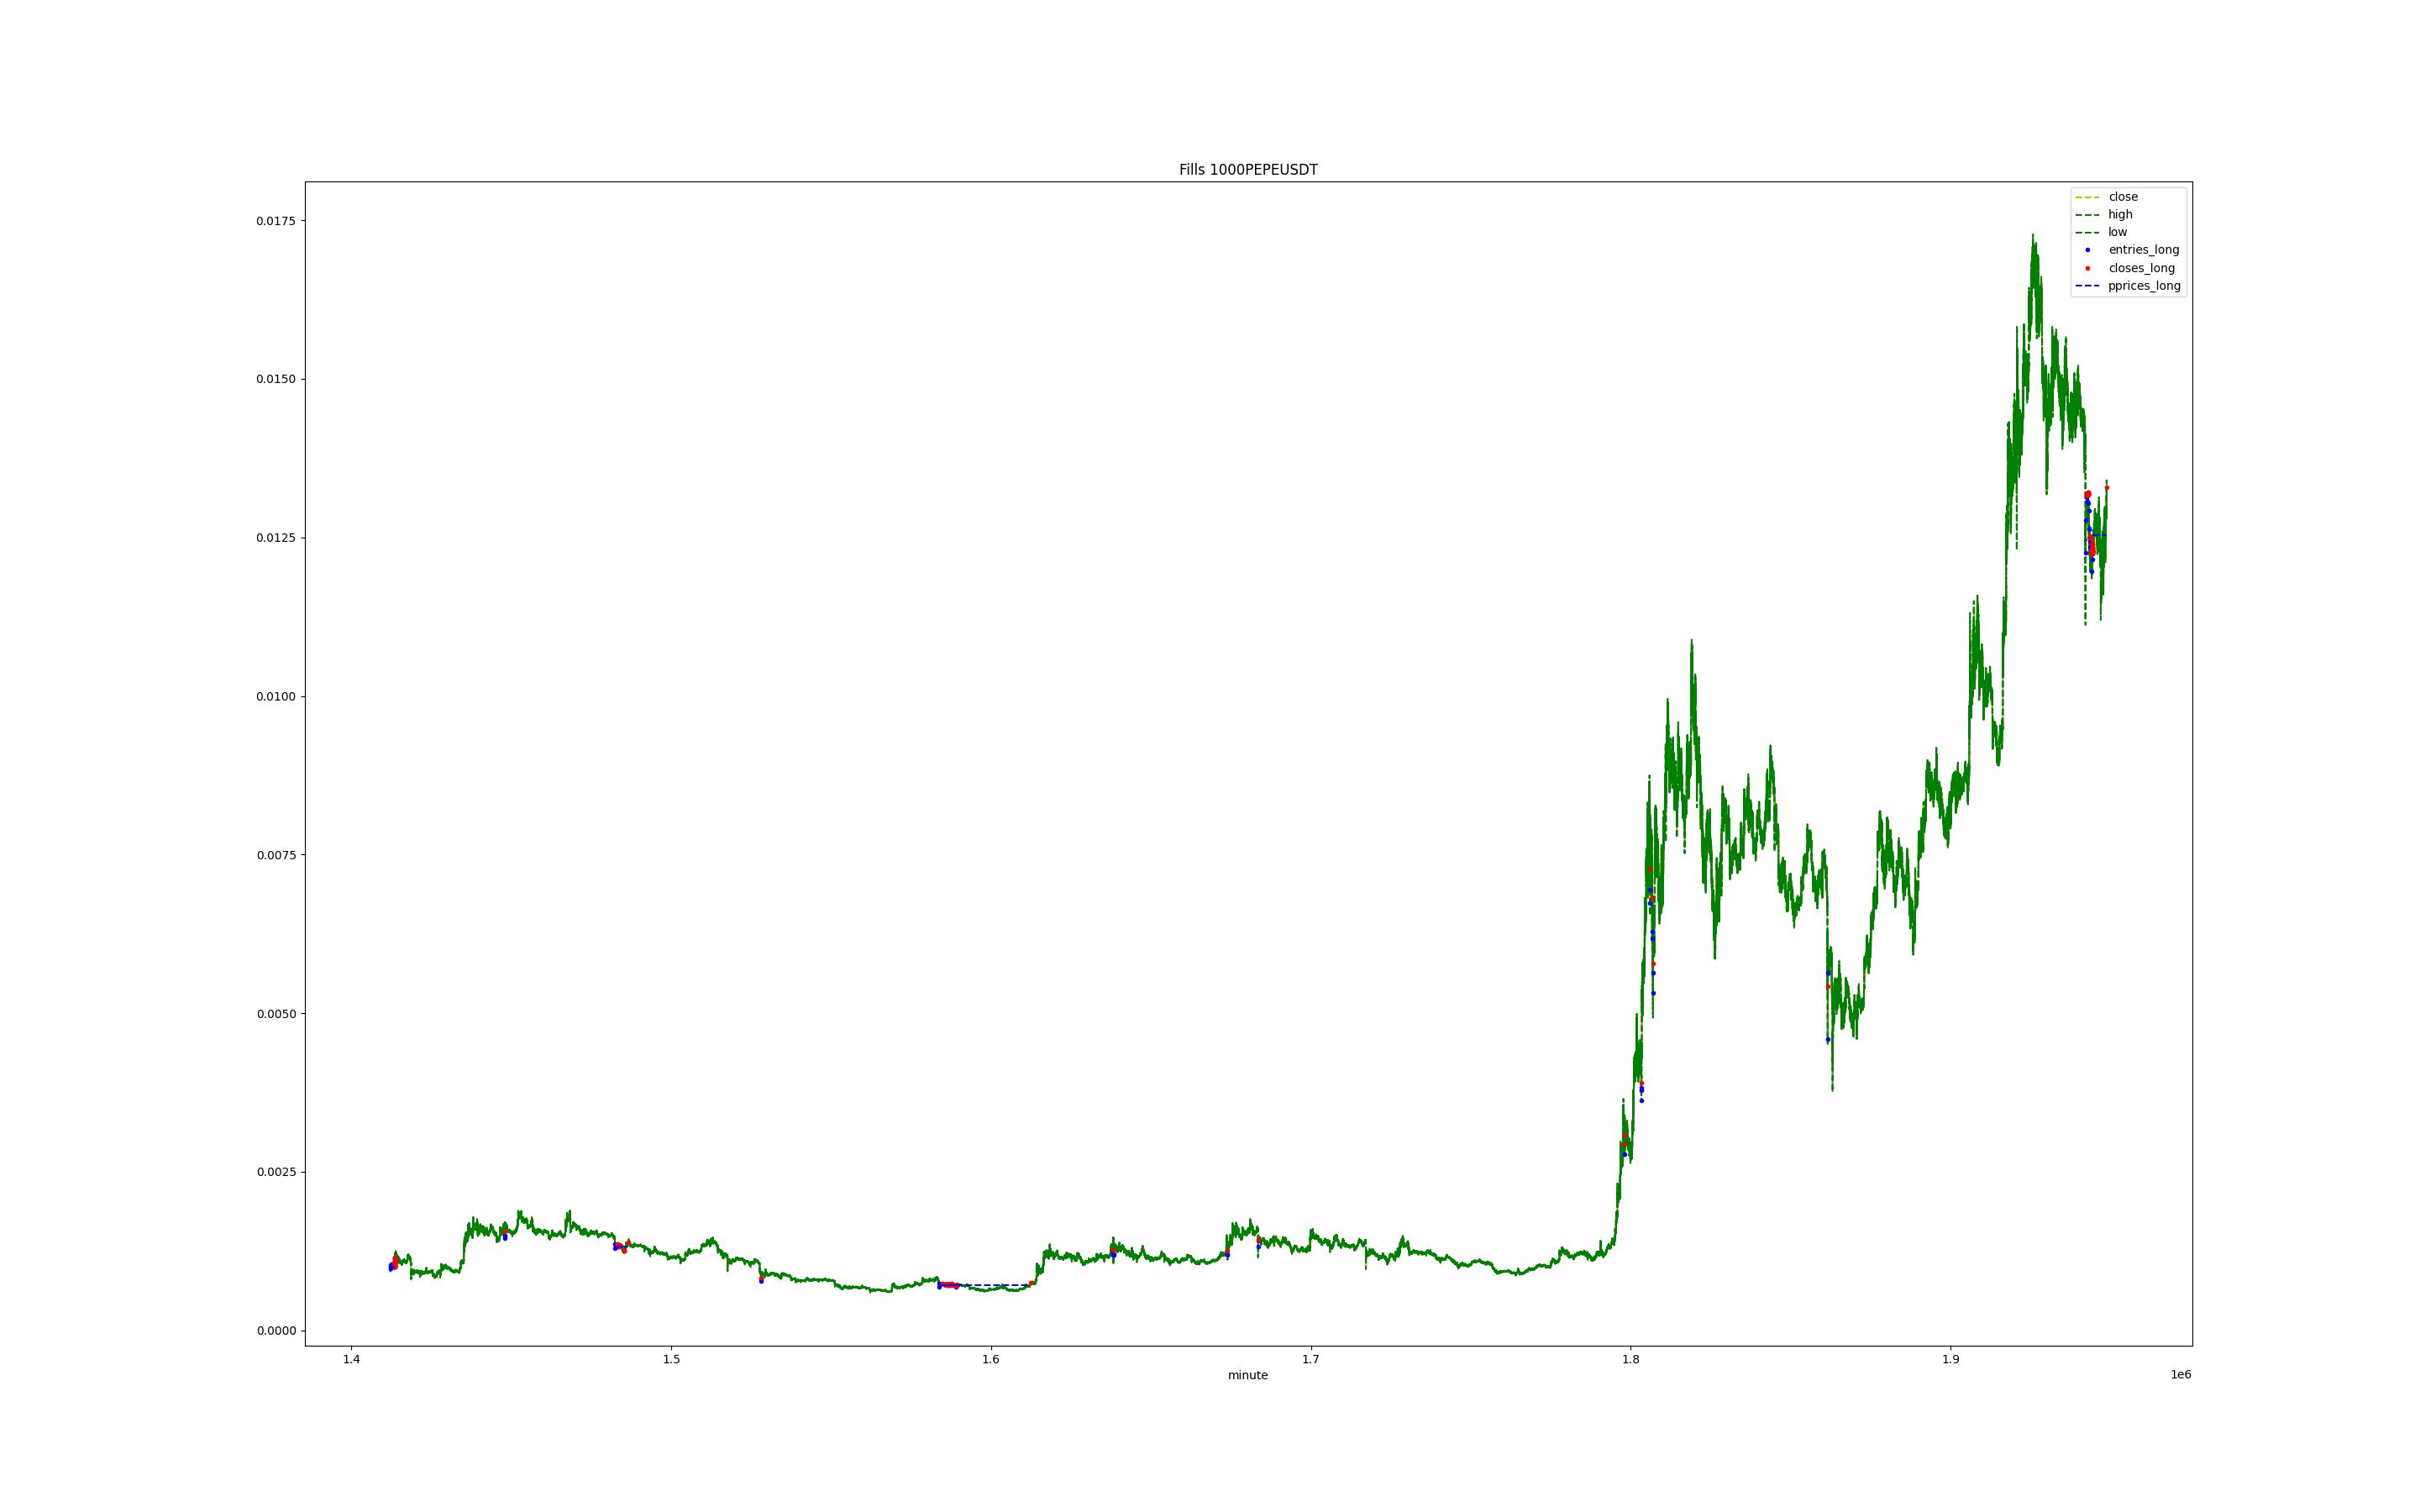 Fills 1000PEPEUSDT
close
high
low
entries_long
closes_long
pprices_long
0.0175
0.0150
0.0125
0.0100
0.0075
0.0050
0.0025
0.0000
1.4 1.5 1.6 1.7 1.8 1.9
minute
1e6